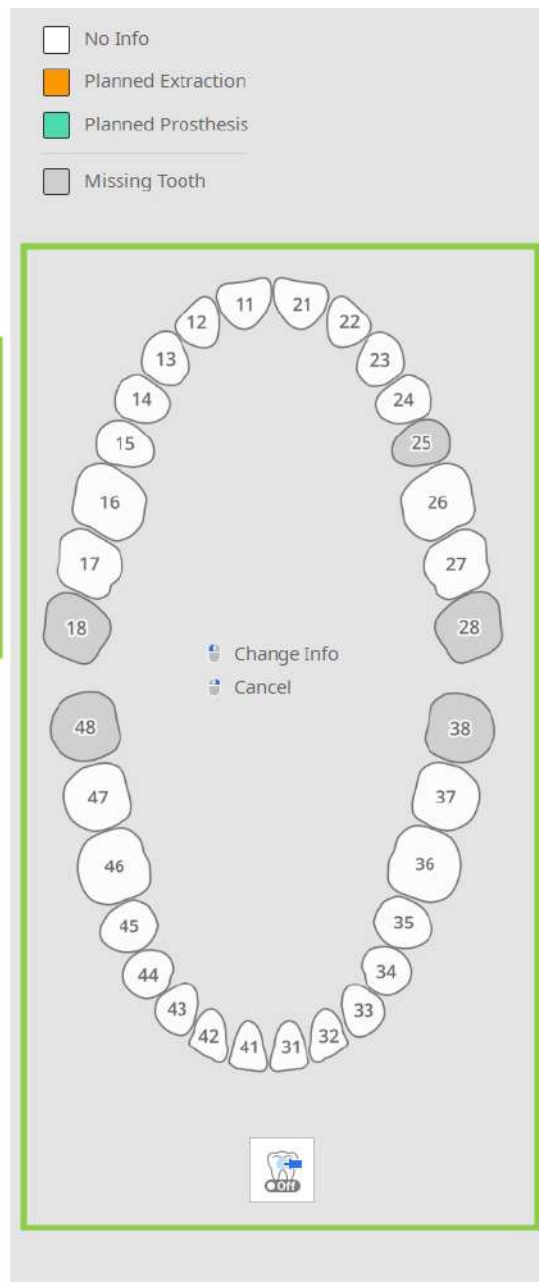 No Info
Planned Extraction
Planned Prosthesis
Missing Tooth
11 21
12 22
13 23
14 24
15 25
16 26
17 27
18 28
Change Info
Cancel
48 38
47 37
46 36
45 35
44 34
43 33
42 32
41 31
Off